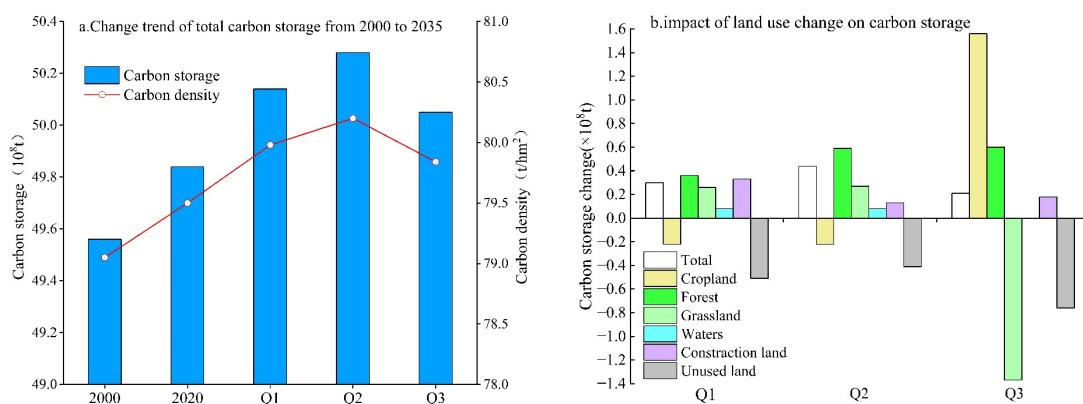 a.Change trend of total carbon storage from 2000 to 2035
Carbon storage
Carbon density
Carbon storage（10⁸t）
50.4
50.2
50.0
49.8
49.6
49.4
49.2
49.0
2000 2020 Q1 Q2 Q3
81.0
80.5
80.0
79.5
79.0
78.5
78.0
Carbon density（t/hm²）
b.impact of land use change on carbon storage
Carbon storage change(×10⁸t)
1.6
1.4
1.2
1.0
0.8
0.6
0.4
0.2
0.0
−0.2
−0.4
−0.6
−0.8
−1.0
−1.2
−1.4
Total
Cropland
Forest
Grassland
Waters
Constraction land
Unused land
Q1 Q2 Q3